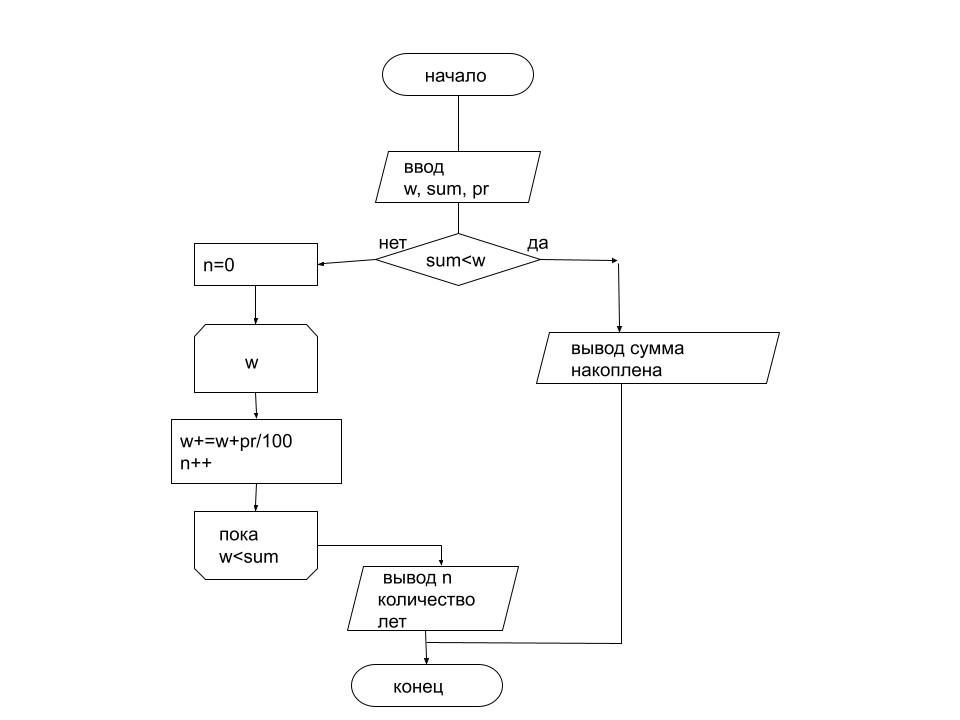 начало
ввод
w, sum, pr
нет
да
sum<w
n=0
w
вывод сумма
накоплена
w+=w+pr/100
n++
пока
w<sum
вывод n
количество
лет
конец